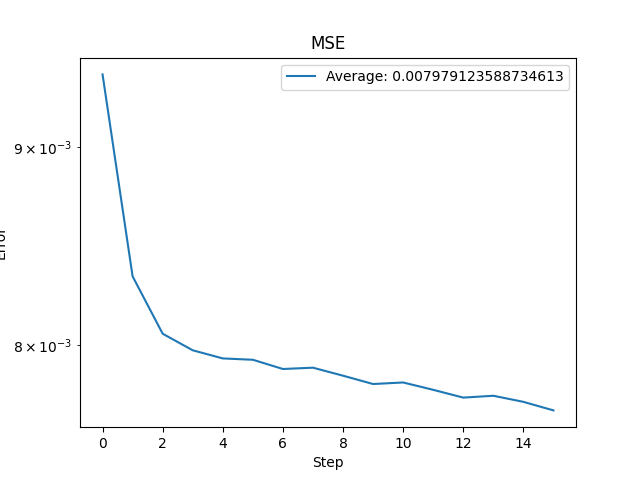 MSE
Average: 0.007979123588734613
9 × 10⁻³
8 × 10⁻³
Error
0 2 4 6 8 10 12 14
Step